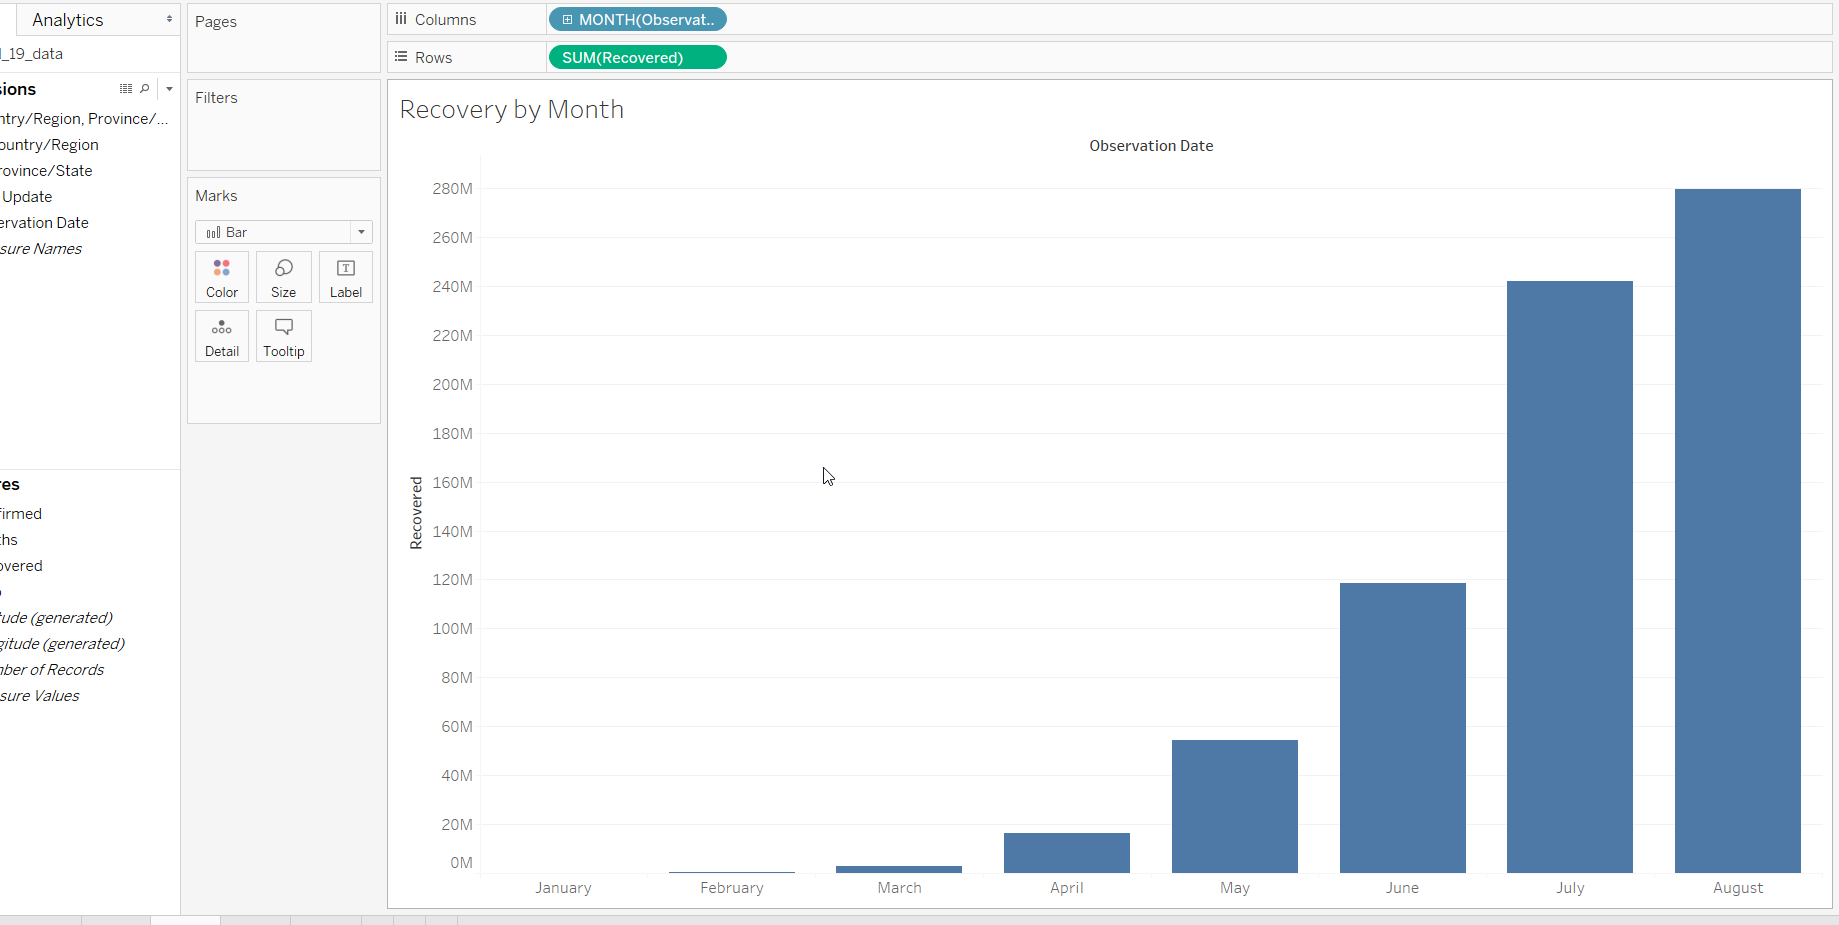 Analytics
_19_data
sions
ntry/Region, Province/...
ountry/Region
rovince/State
Update
ervation Date
sure Names
res
firmed
ths
overed
tude (generated)
gitude (generated)
nber of Records
sure Values
Pages
Filters
Marks
Bar
Color
Size
T
Label
Detail
Tooltip
Columns
MONTH(Observat..
Rows
SUM(Recovered)
Recovery by Month
Observation Date
Recovered
280M
260M
240M
220M
200M
180M
160M
140M
120M
100M
80M
60M
40M
20M
0M
January
February
March
April
May
June
July
August